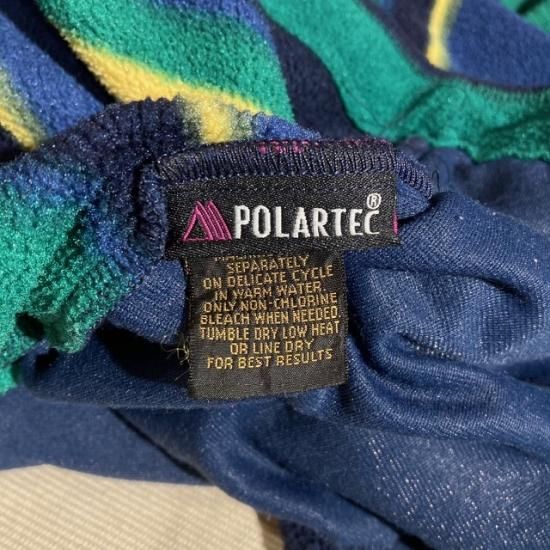 POLARTEC®
SEPARATELY
ON DELICATE CYCLE
IN WARM WATER.
ONLY NON-CHLORINE
BLEACH WHEN NEEDED.
TUMBLE DRY LOW HEAT
OR LINE DRY
FOR BEST RESULTS